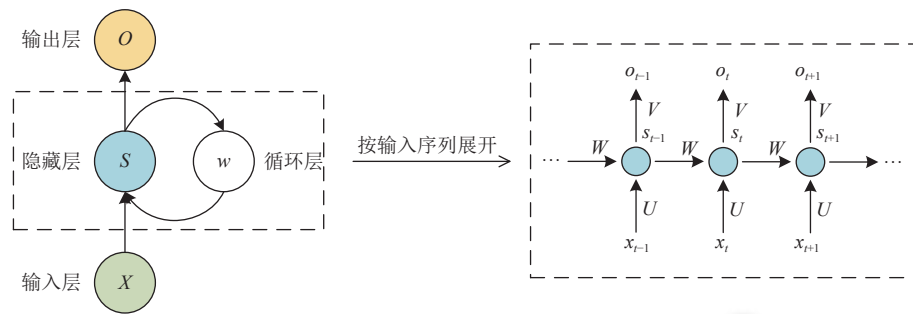 输出层 O
隐藏层 S w 循环层
输入层 X
按输入序列展开
o_{t-1} o_t o_{t+1}
V V V
s_{t-1} s_t s_{t+1}
… W W W …
U U U
x_{t-1} x_t x_{t+1}